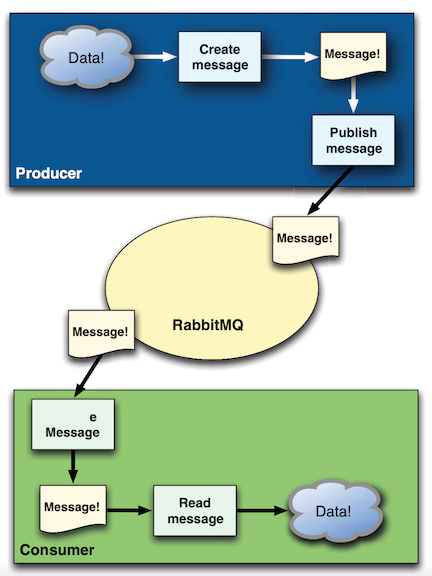 Data!
Create
message
Message!
Publish
message
Producer
Message!
RabbitMQ
Message!
e
Message
Message!
Read
message
Data!
Consumer